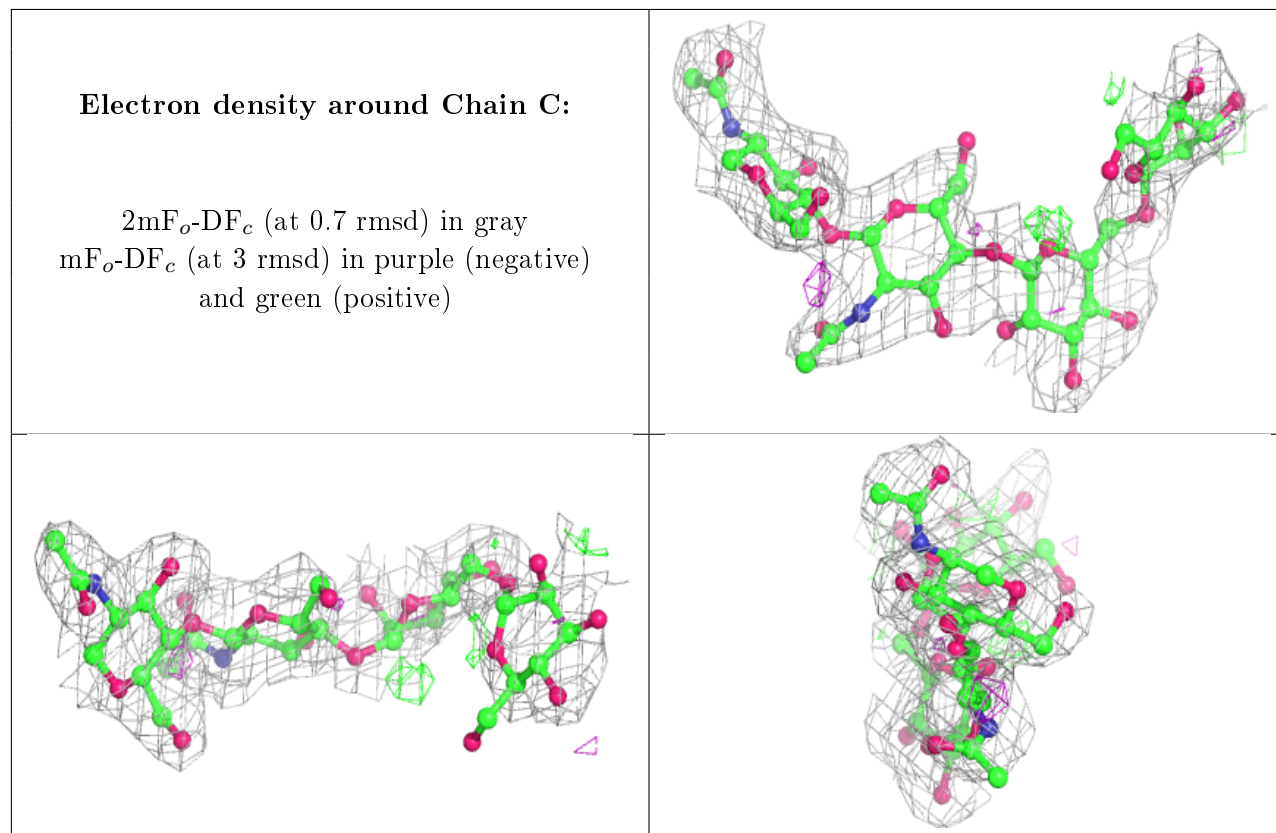 Electron density around Chain C:
2mFo-DFc (at 0.7 rmsd) in gray
mFo-DFc (at 3 rmsd) in purple (negative)
and green (positive)